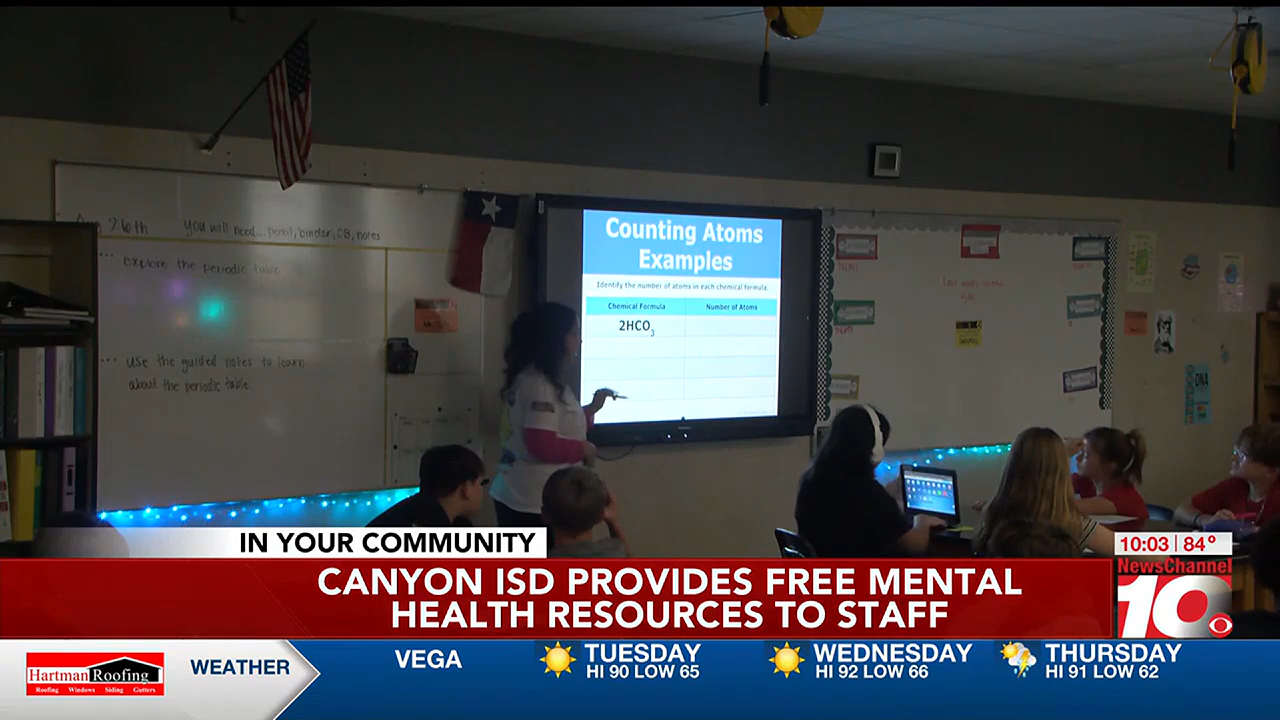 26th
You will need... pencil, binder, CB, notes
... explore the periodic table
... use the guided notes to learn
about the periodic table.
Counting Atoms
Examples
Identify the number of atoms in each chemical formula.
Chemical Formula
Number of Atoms
2HCO3
DNA
IN YOUR COMMUNITY
10:03 | 84°
CANYON ISD PROVIDES FREE MENTAL
HEALTH RESOURCES TO STAFF
NewsChannel
10
Hartman Roofing
Roofing Windows Siding Gutters
WEATHER
VEGA
TUESDAY
HI 90 LOW 65
WEDNESDAY
HI 92 LOW 66
THURSDAY
HI 91 LOW 62